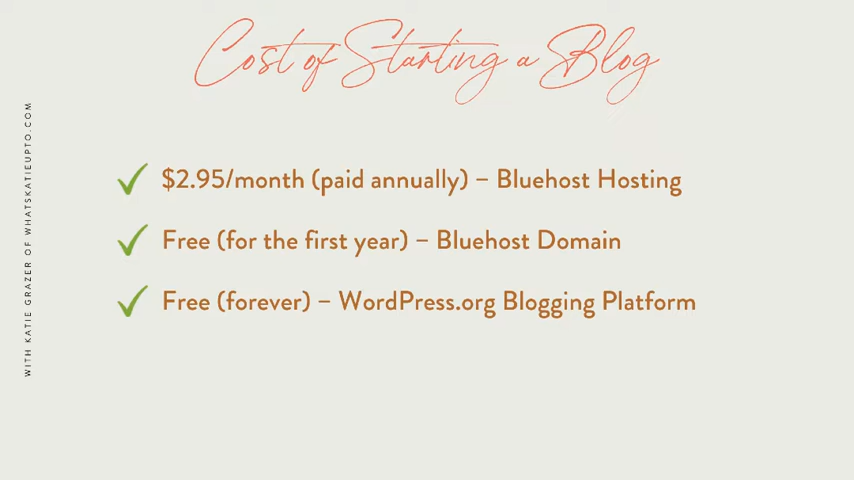 Cost of Starting a Blog
$2.95/month (paid annually) – Bluehost Hosting
Free (for the first year) – Bluehost Domain
Free (forever) – WordPress.org Blogging Platform
WITH KATIE GRAZER OF WHATSKATIEUPTO.COM